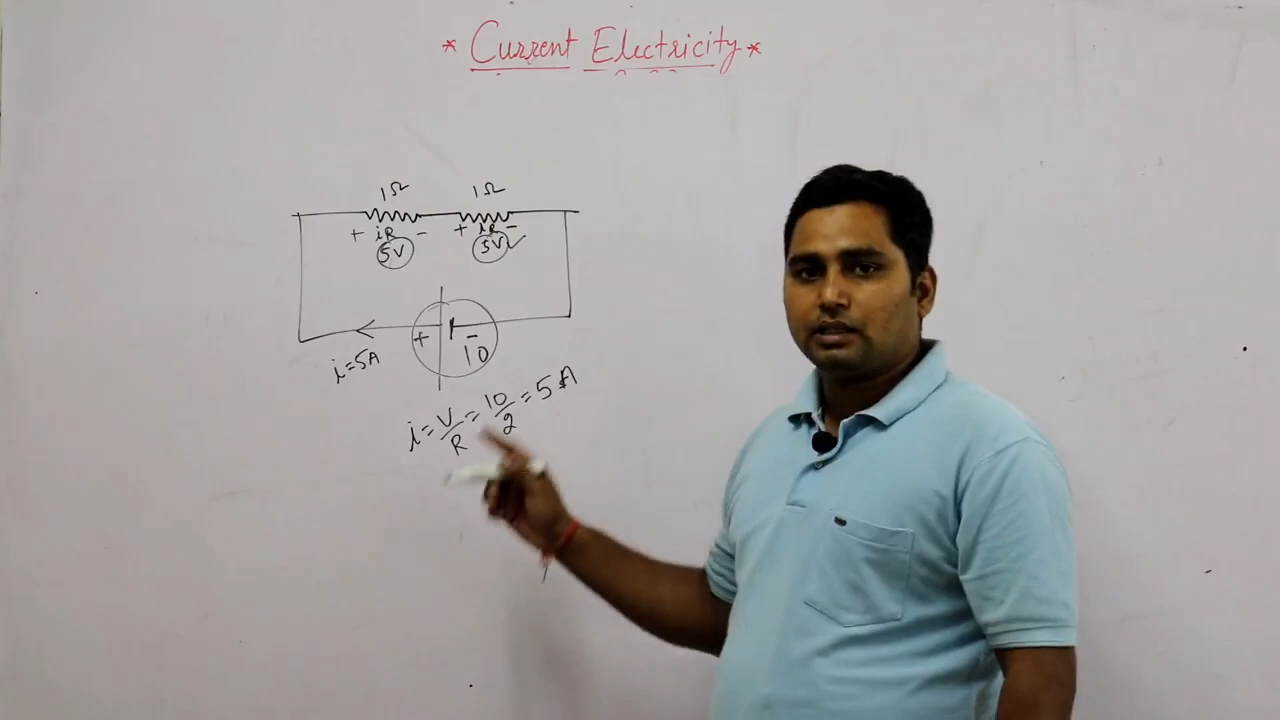 * Current Electricity *
1Ω 1Ω
+ iR - + iR -
5V 5V ✓
+ -
10
i=5A
i = V/R = 10/2 = 5A